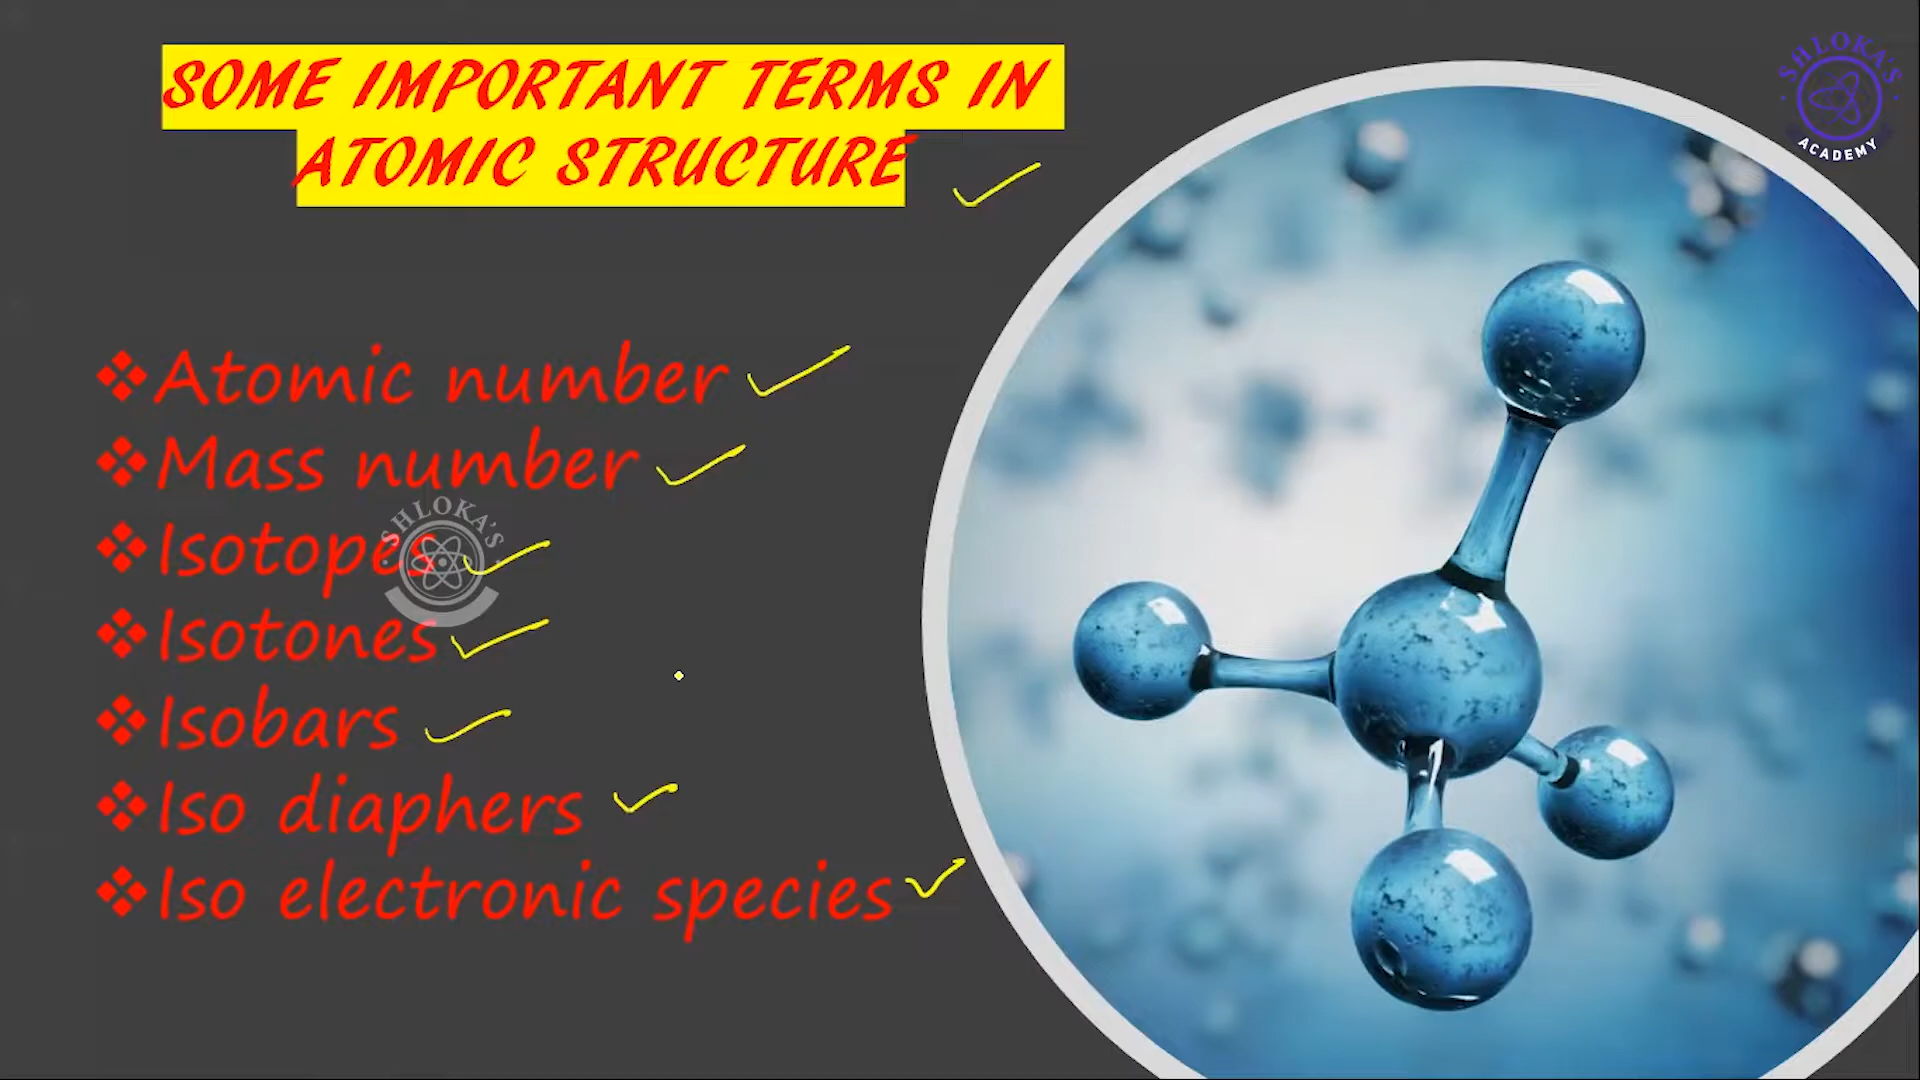 SOME IMPORTANT TERMS IN
ATOMIC STRUCTURE
SHLOKA'S
ACADEMY
❖Atomic number
❖Mass number
❖Isotopes
SHLOKA'S
❖Isotones
❖Isobars
❖Iso diaphers
❖Iso electronic species